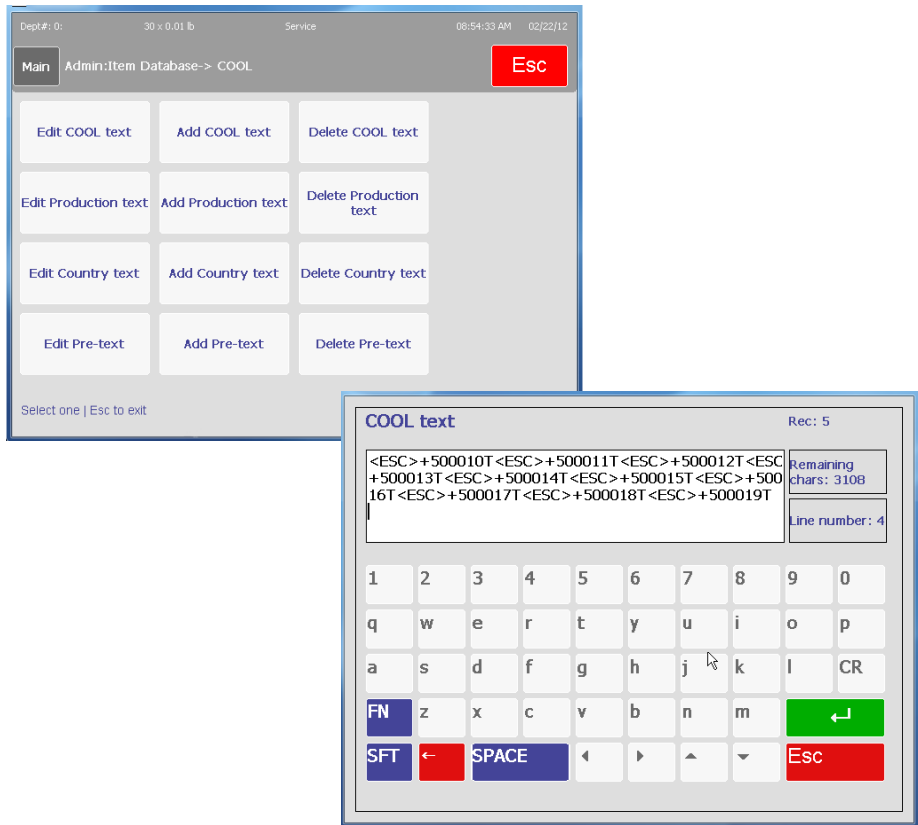 Dept#: 0: 30 x 0.01 lb Service 08:54:33 AM 02/22/12
Main Admin:Item Database-> COOL Esc
Edit COOL text Add COOL text Delete COOL text
Edit Production text Add Production text Delete Production
text
Edit Country text Add Country text Delete Country text
Edit Pre-text Add Pre-text Delete Pre-text
Select one | Esc to exit
COOL text Rec: 5
<ESC>+500010T<ESC>+500011T<ESC>+500012T<ESC
+500013T<ESC>+500014T<ESC>+500015T<ESC>+500
16T<ESC>+500017T<ESC>+500018T<ESC>+500019T
Remaining
chars: 3108
Line number: 4
1 2 3 4 5 6 7 8 9 0
q w e r t y u i o p
a s d f g h j k l CR
FN z x c v b n m
SFT ← SPACE Esc